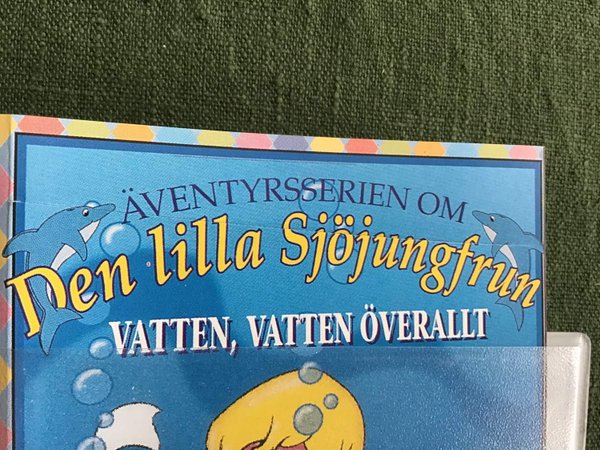 ÄVENTYRSSERIEN OM
Den lilla Sjöjungfrun
VATTEN, VATTEN ÖVERALLT